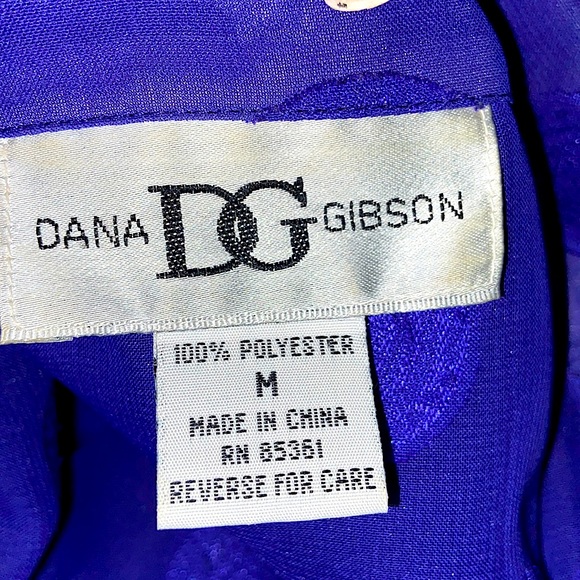 DANA DG GIBSON
100% POLYESTER
M
MADE IN CHINA
RN 85361
REVERSE FOR CARE